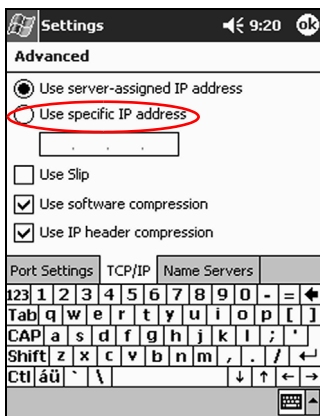 Settings 9:20 ok
Advanced
Use server-assigned IP address
Use specific IP address
. . .
Use Slip
Use software compression
Use IP header compression
Port Settings TCP/IP Name Servers
123 1 2 3 4 5 6 7 8 9 0 - =
Tab q w e r t y u i o p [ ]
CAP a s d f g h j k l ; '
Shift z x c v b n m , . /
Ctl áü ` \